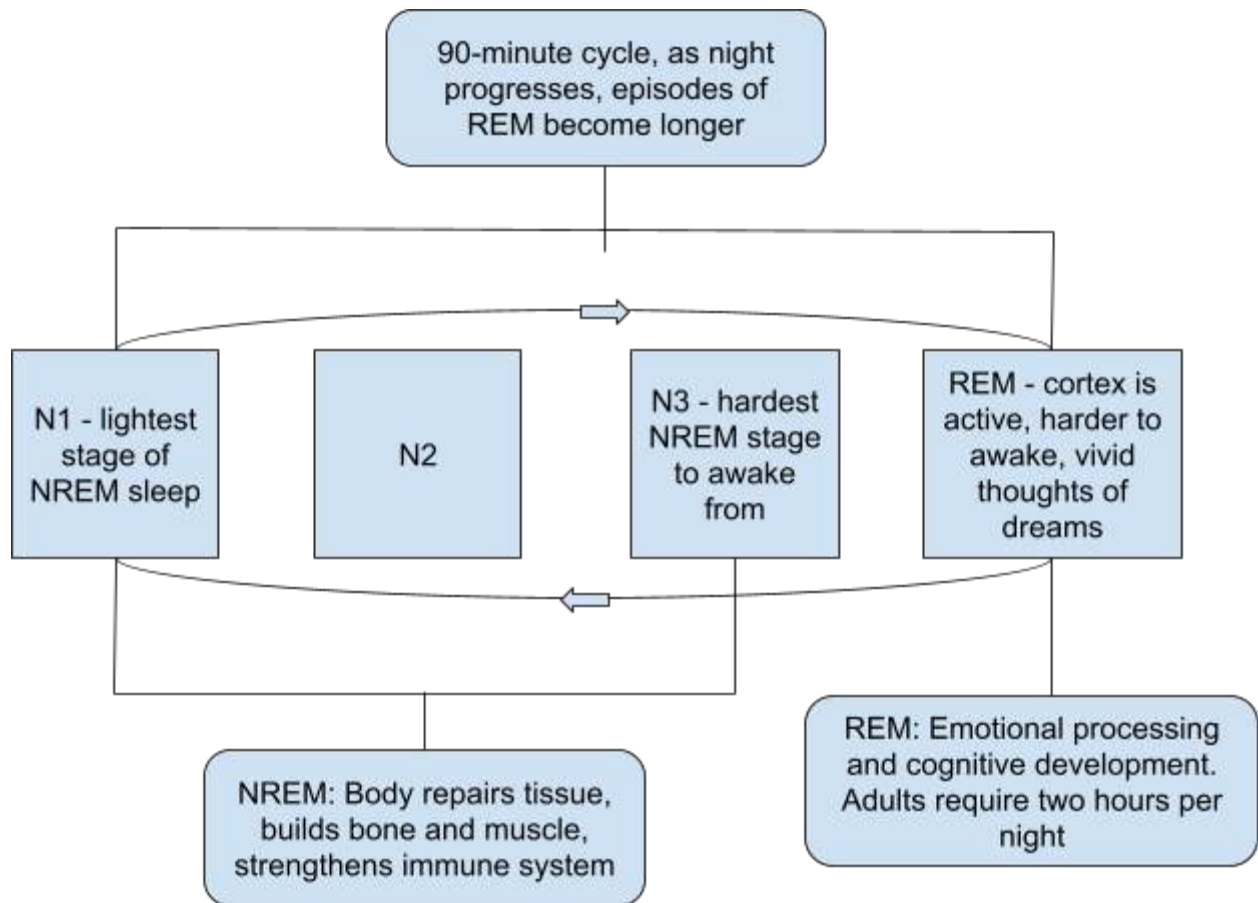 90-minute cycle, as night
progresses, episodes of
REM become longer
N1 - lightest
stage of
NREM sleep
N2
N3 - hardest
NREM stage
to awake
from
REM - cortex is
active, harder to
awake, vivid
thoughts of
dreams
NREM: Body repairs tissue,
builds bone and muscle,
strengthens immune system
REM: Emotional processing
and cognitive development.
Adults require two hours per
night